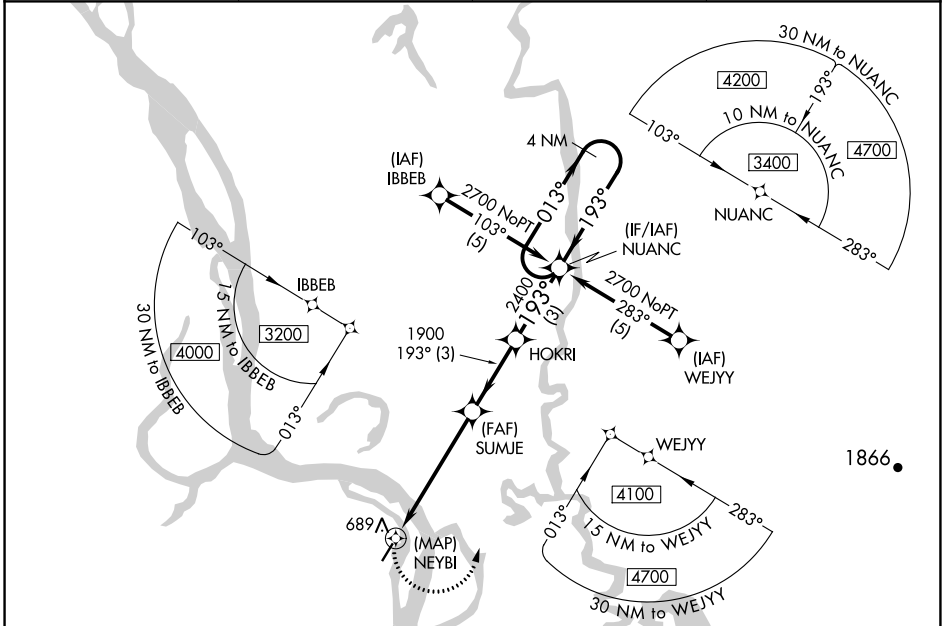 30 NM to NUANC
4200
193°
10 NM to NUANC
4700
103°
3400
NUANC
283°
4 NM
(IAF)
IBBEB
2700 NoPT
103°
(5)
013°
193°
(IF/IAF)
NUANC
2700 NoPT
283°
(5)
(IAF)
WEJYY
103°
IBBEB
15 NM to IBBEB
3200
4000
30 NM to IBBEB
013°
2400
193°
(3)
HOKRI
1900
193° (3)
(FAF)
SUMJE
WEJYY
4100
283°
013°
15 NM to WEJYY
4700
30 NM to WEJYY
1866
689
(MAP)
NEYBI